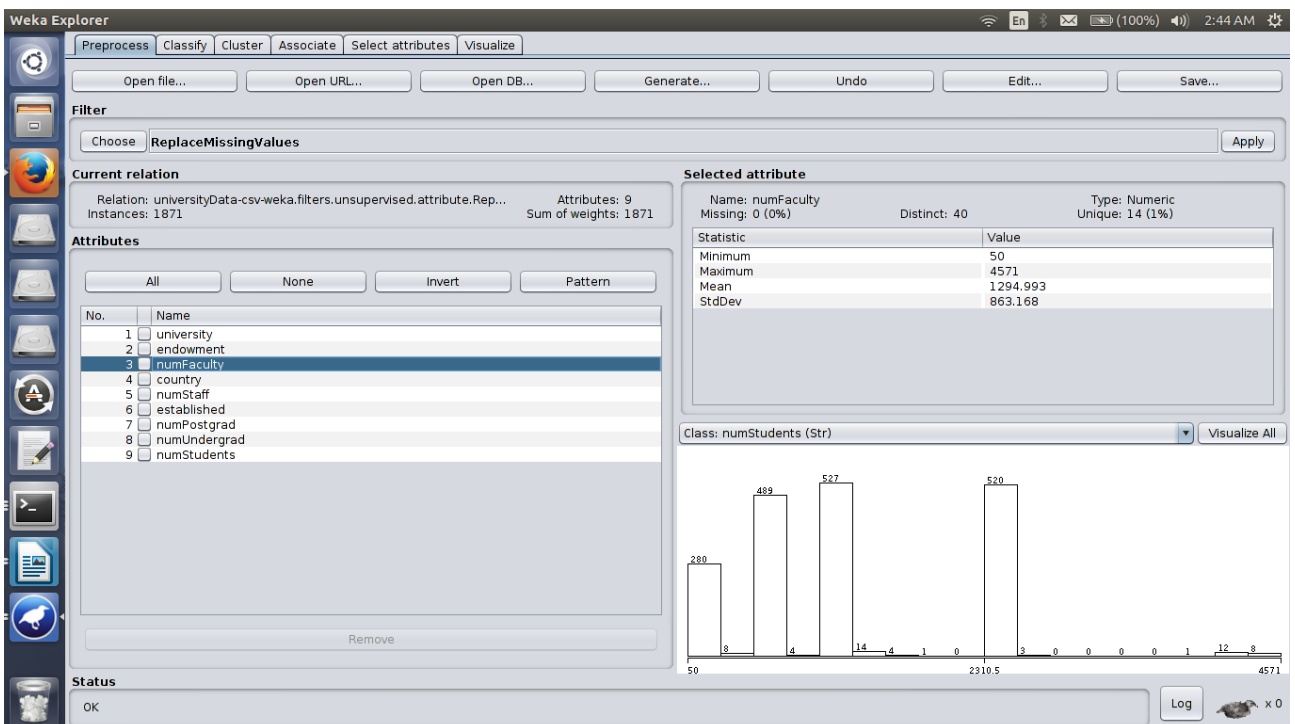 Weka Explorer
En (100%) 2:44 AM
Preprocess Classify Cluster Associate Select attributes Visualize
Open file... Open URL... Open DB... Generate... Undo Edit... Save...
Filter
Choose ReplaceMissingValues Apply
Current relation
Relation: universityData-csv-weka.filters.unsupervised.attribute.Rep... Attributes: 9
Instances: 1871 Sum of weights: 1871
Selected attribute
Name: numFaculty Type: Numeric
Missing: 0 (0%) Distinct: 40 Unique: 14 (1%)
Statistic Value
Minimum 50
Maximum 4571
Mean 1294.993
StdDev 863.168
Attributes
All None Invert Pattern
No. Name
1 university
2 endowment
3 numFaculty
4 country
5 numStaff
6 established
7 numPostgrad
8 numUndergrad
9 numStudents
Remove
Class: numStudents (Str) Visualize All
280 8 489 4 527 14 4 1 0 520 3 0 0 0 0 1 12 8
50 2310.5 4571
Status
OK Log x 0